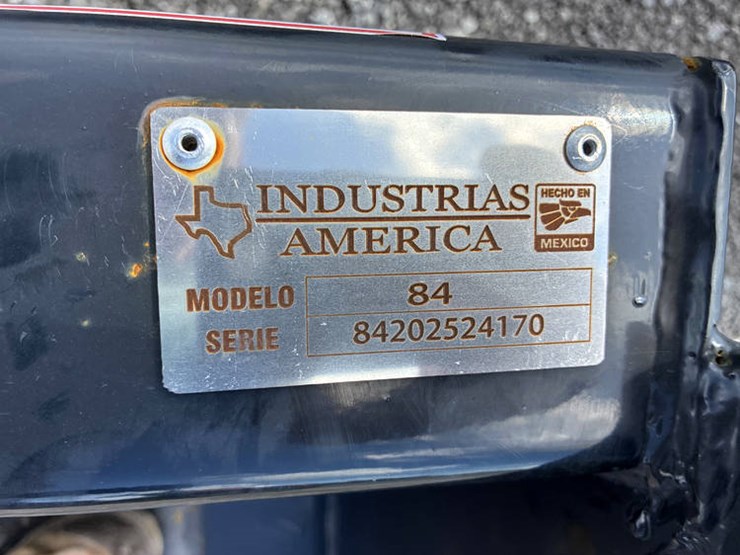 INDUSTRIAS
AMERICA
HECHO EN
MEXICO
MODELO 84
SERIE 84202524170